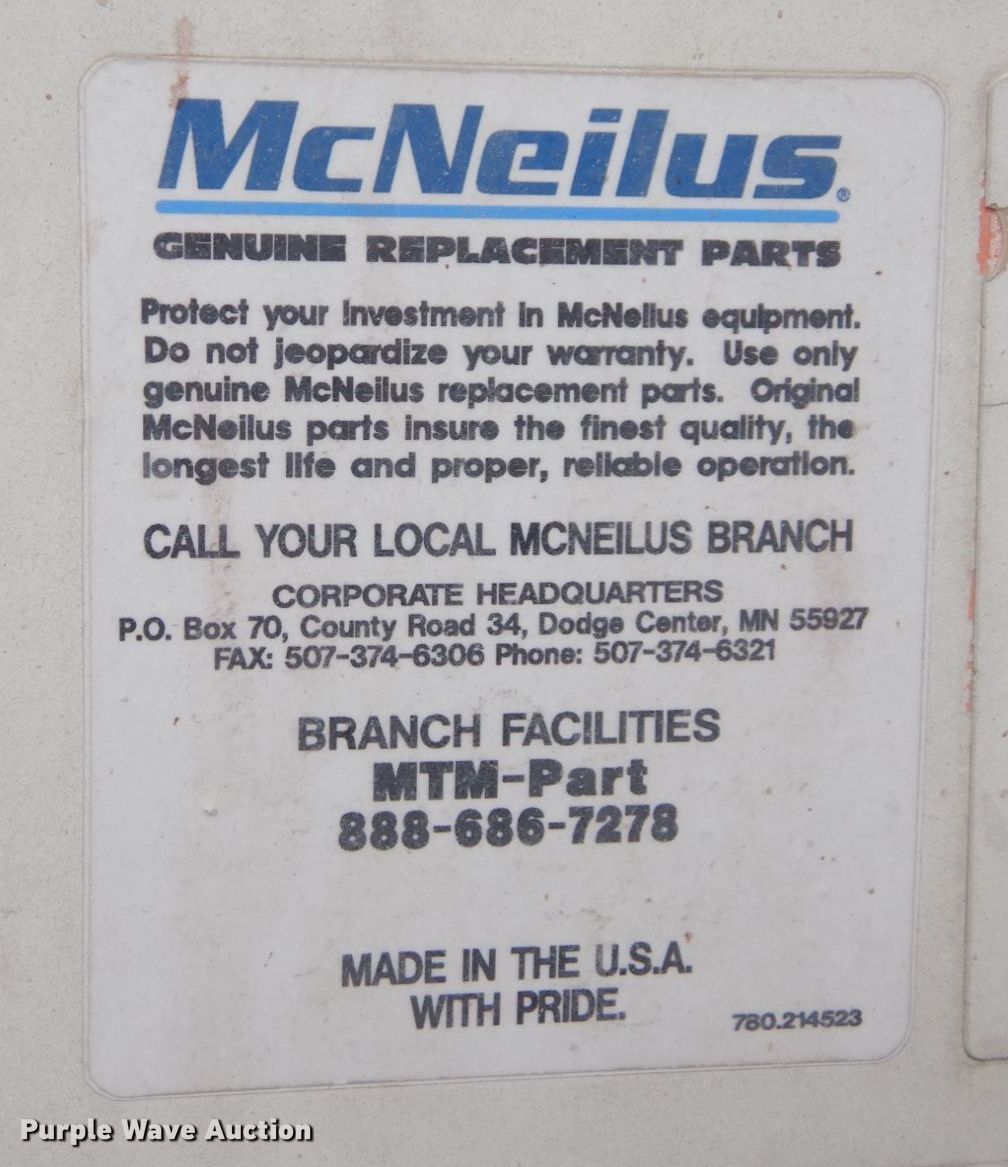 McNeilus®
GENUINE REPLACEMENT PARTS
Protect your investment in McNeilus equipment.
Do not jeopardize your warranty. Use only
genuine McNeilus replacement parts. Original
McNeilus parts insure the finest quality, the
longest life and proper, reliable operation.
CALL YOUR LOCAL MCNEILUS BRANCH
CORPORATE HEADQUARTERS
P.O. Box 70, County Road 34, Dodge Center, MN 55927
FAX: 507-374-6306 Phone: 507-374-6321
BRANCH FACILITIES
MTM-Part
888-686-7278
MADE IN THE U.S.A.
WITH PRIDE.
780.214523
Purple Wave Auction